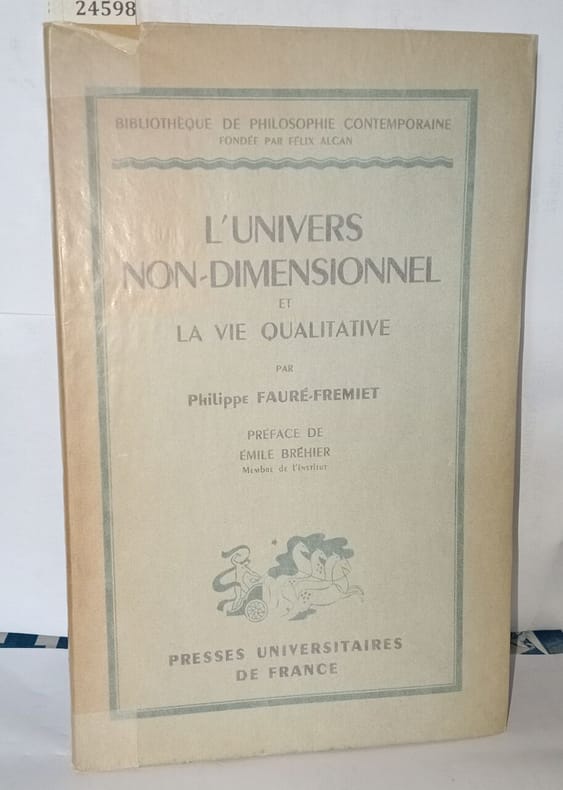 24598
BIBLIOTHÈQUE DE PHILOSOPHIE CONTEMPORAINE
FONDÉE PAR FÉLIX ALCAN
L'UNIVERS
NON-DIMENSIONNEL
ET
LA VIE QUALITATIVE
PAR
Philippe FAURÉ-FREMIET
PRÉFACE DE
ÉMILE BRÉHIER
Membre de l'Institut
PRESSES UNIVERSITAIRES
DE FRANCE